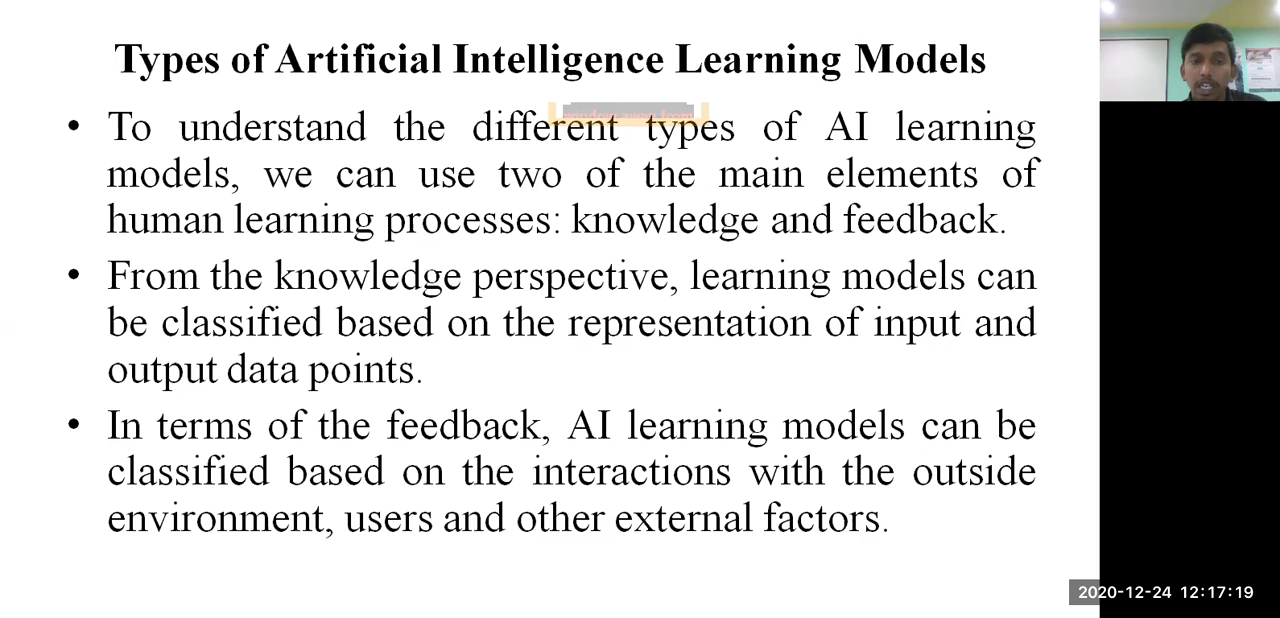 Types of Artificial Intelligence Learning Models
• To understand the different types of AI learning
models, we can use two of the main elements of
human learning processes: knowledge and feedback.
• From the knowledge perspective, learning models can
be classified based on the representation of input and
output data points.
• In terms of the feedback, AI learning models can be
classified based on the interactions with the outside
environment, users and other external factors.
2020-12-24 12:17:19